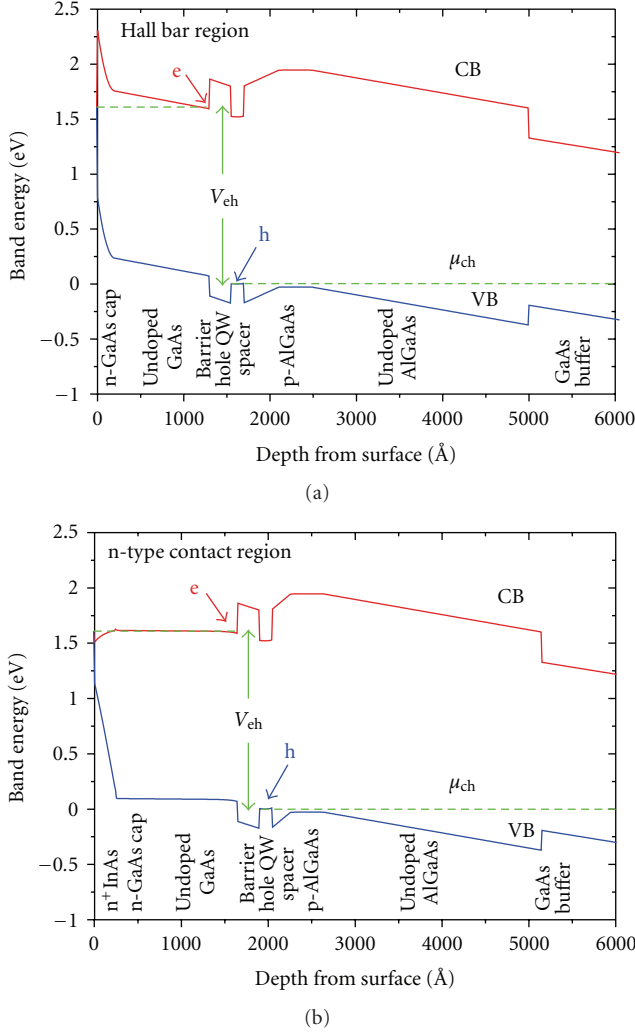 2.5
2
1.5
1
0.5
0
−0.5
−1
Band energy (eV)
Hall bar region
e
CB
Veh
h
μch
VB
n-GaAs cap
Undoped
GaAs
Barrier
hole QW
spacer
p-AlGaAs
Undoped
AlGaAs
GaAs
buffer
0 1000 2000 3000 4000 5000 6000
Depth from surface (Å)
(a)
2.5
2
1.5
1
0.5
0
−0.5
−1
Band energy (eV)
n-type contact region
e
CB
Veh
h
μch
VB
n+InAs
n-GaAs cap
Undoped
GaAs
Barrier
hole QW
spacer
p-AlGaAs
Undoped
AlGaAs
GaAs
buffer
0 1000 2000 3000 4000 5000 6000
Depth from surface (Å)
(b)